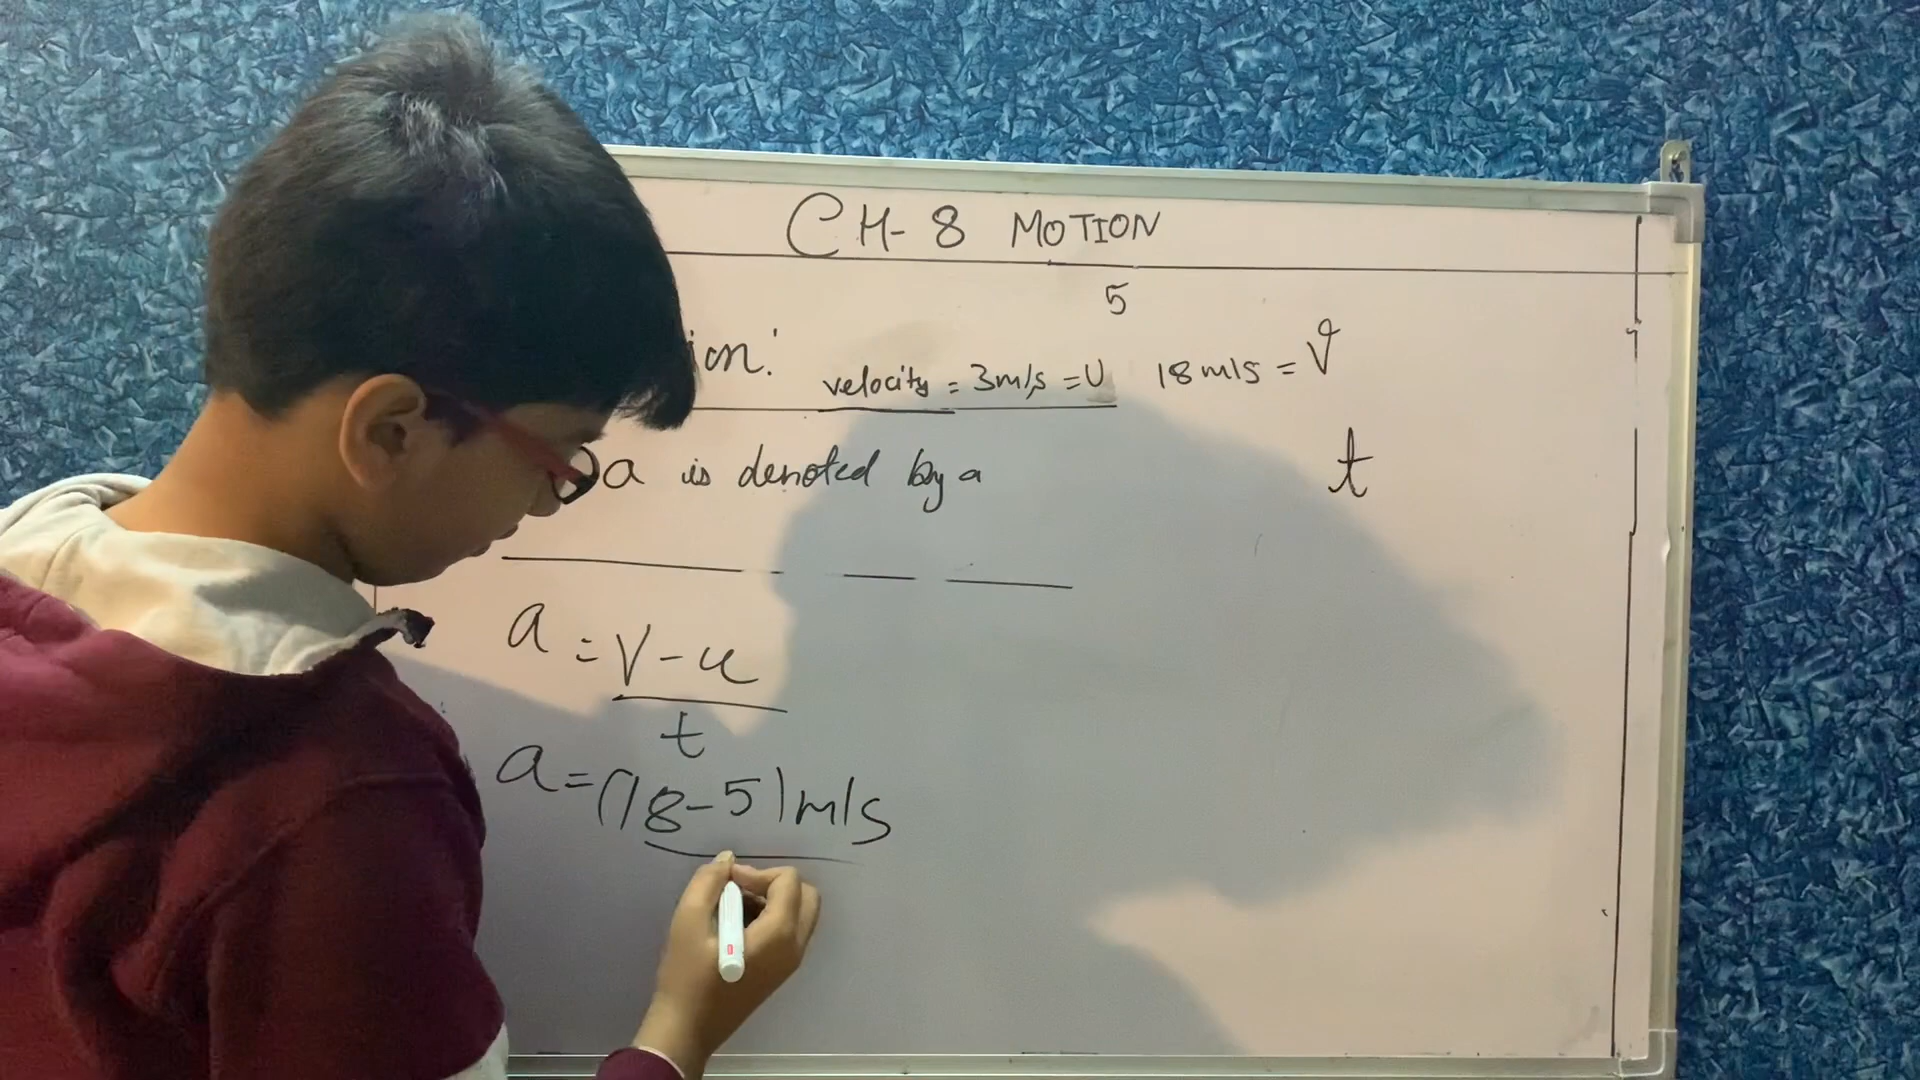 CH- 8 MOTION
5
ion:
velocity = 3m/s = U 18 m/s = V
a is denoted by a
t
a = V - u
t
a = (18 - 5) m/s